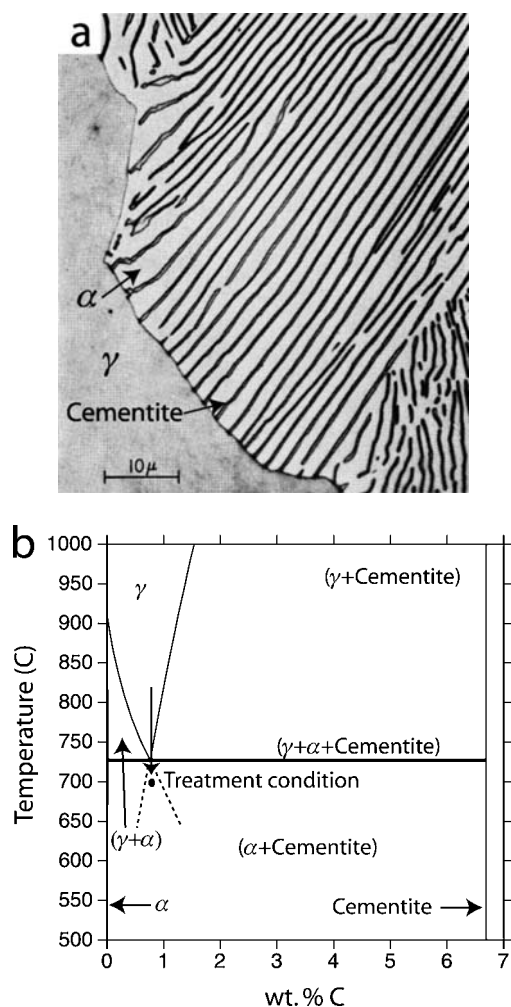 a
α
γ
Cementite
10 μ
b
1000
950
900
850
800
750
700
650
600
550
500
Temperature (C)
γ
(γ+Cementite)
(γ+α+Cementite)
Treatment condition
(γ+α)
(α+Cementite)
α
Cementite
0 1 2 3 4 5 6 7
wt. % C